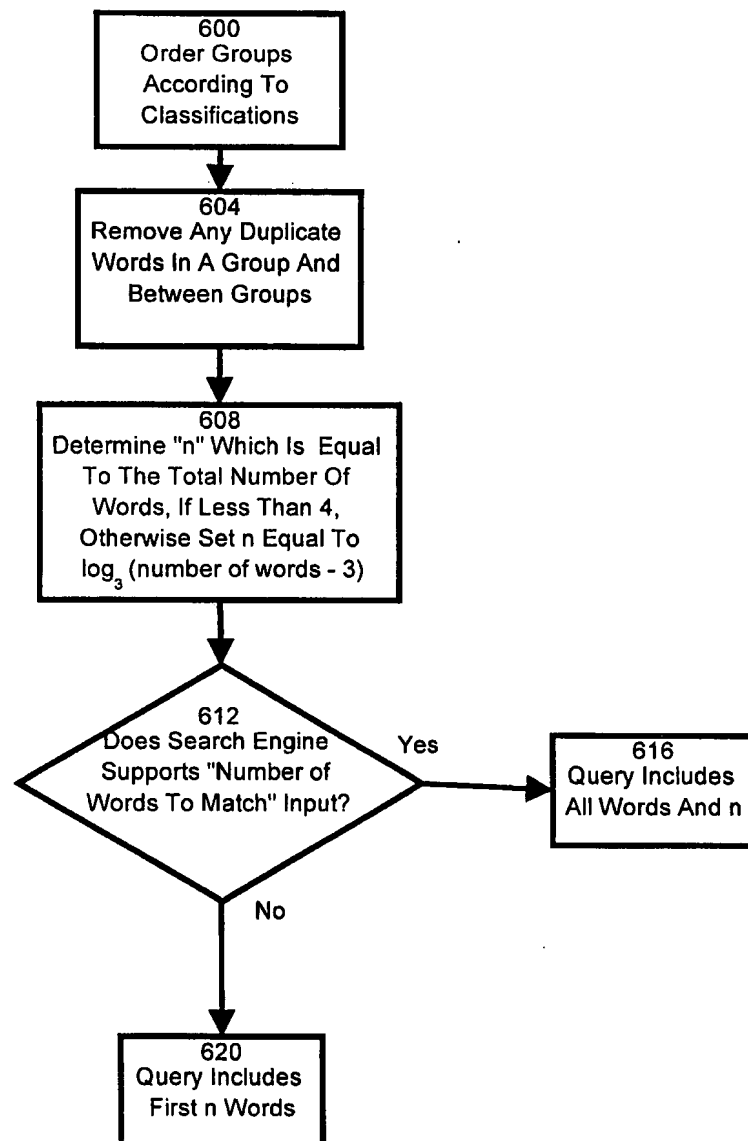 600
Order Groups
According To
Classifications
604
Remove Any Duplicate
Words In A Group And
Between Groups
608
Determine "n" Which Is Equal
To The Total Number Of
Words, If Less Than 4,
Otherwise Set n Equal To
log₃ (number of words - 3)
612
Does Search Engine
Supports "Number of
Words To Match" Input?
Yes
616
Query Includes
All Words And n
No
620
Query Includes
First n Words